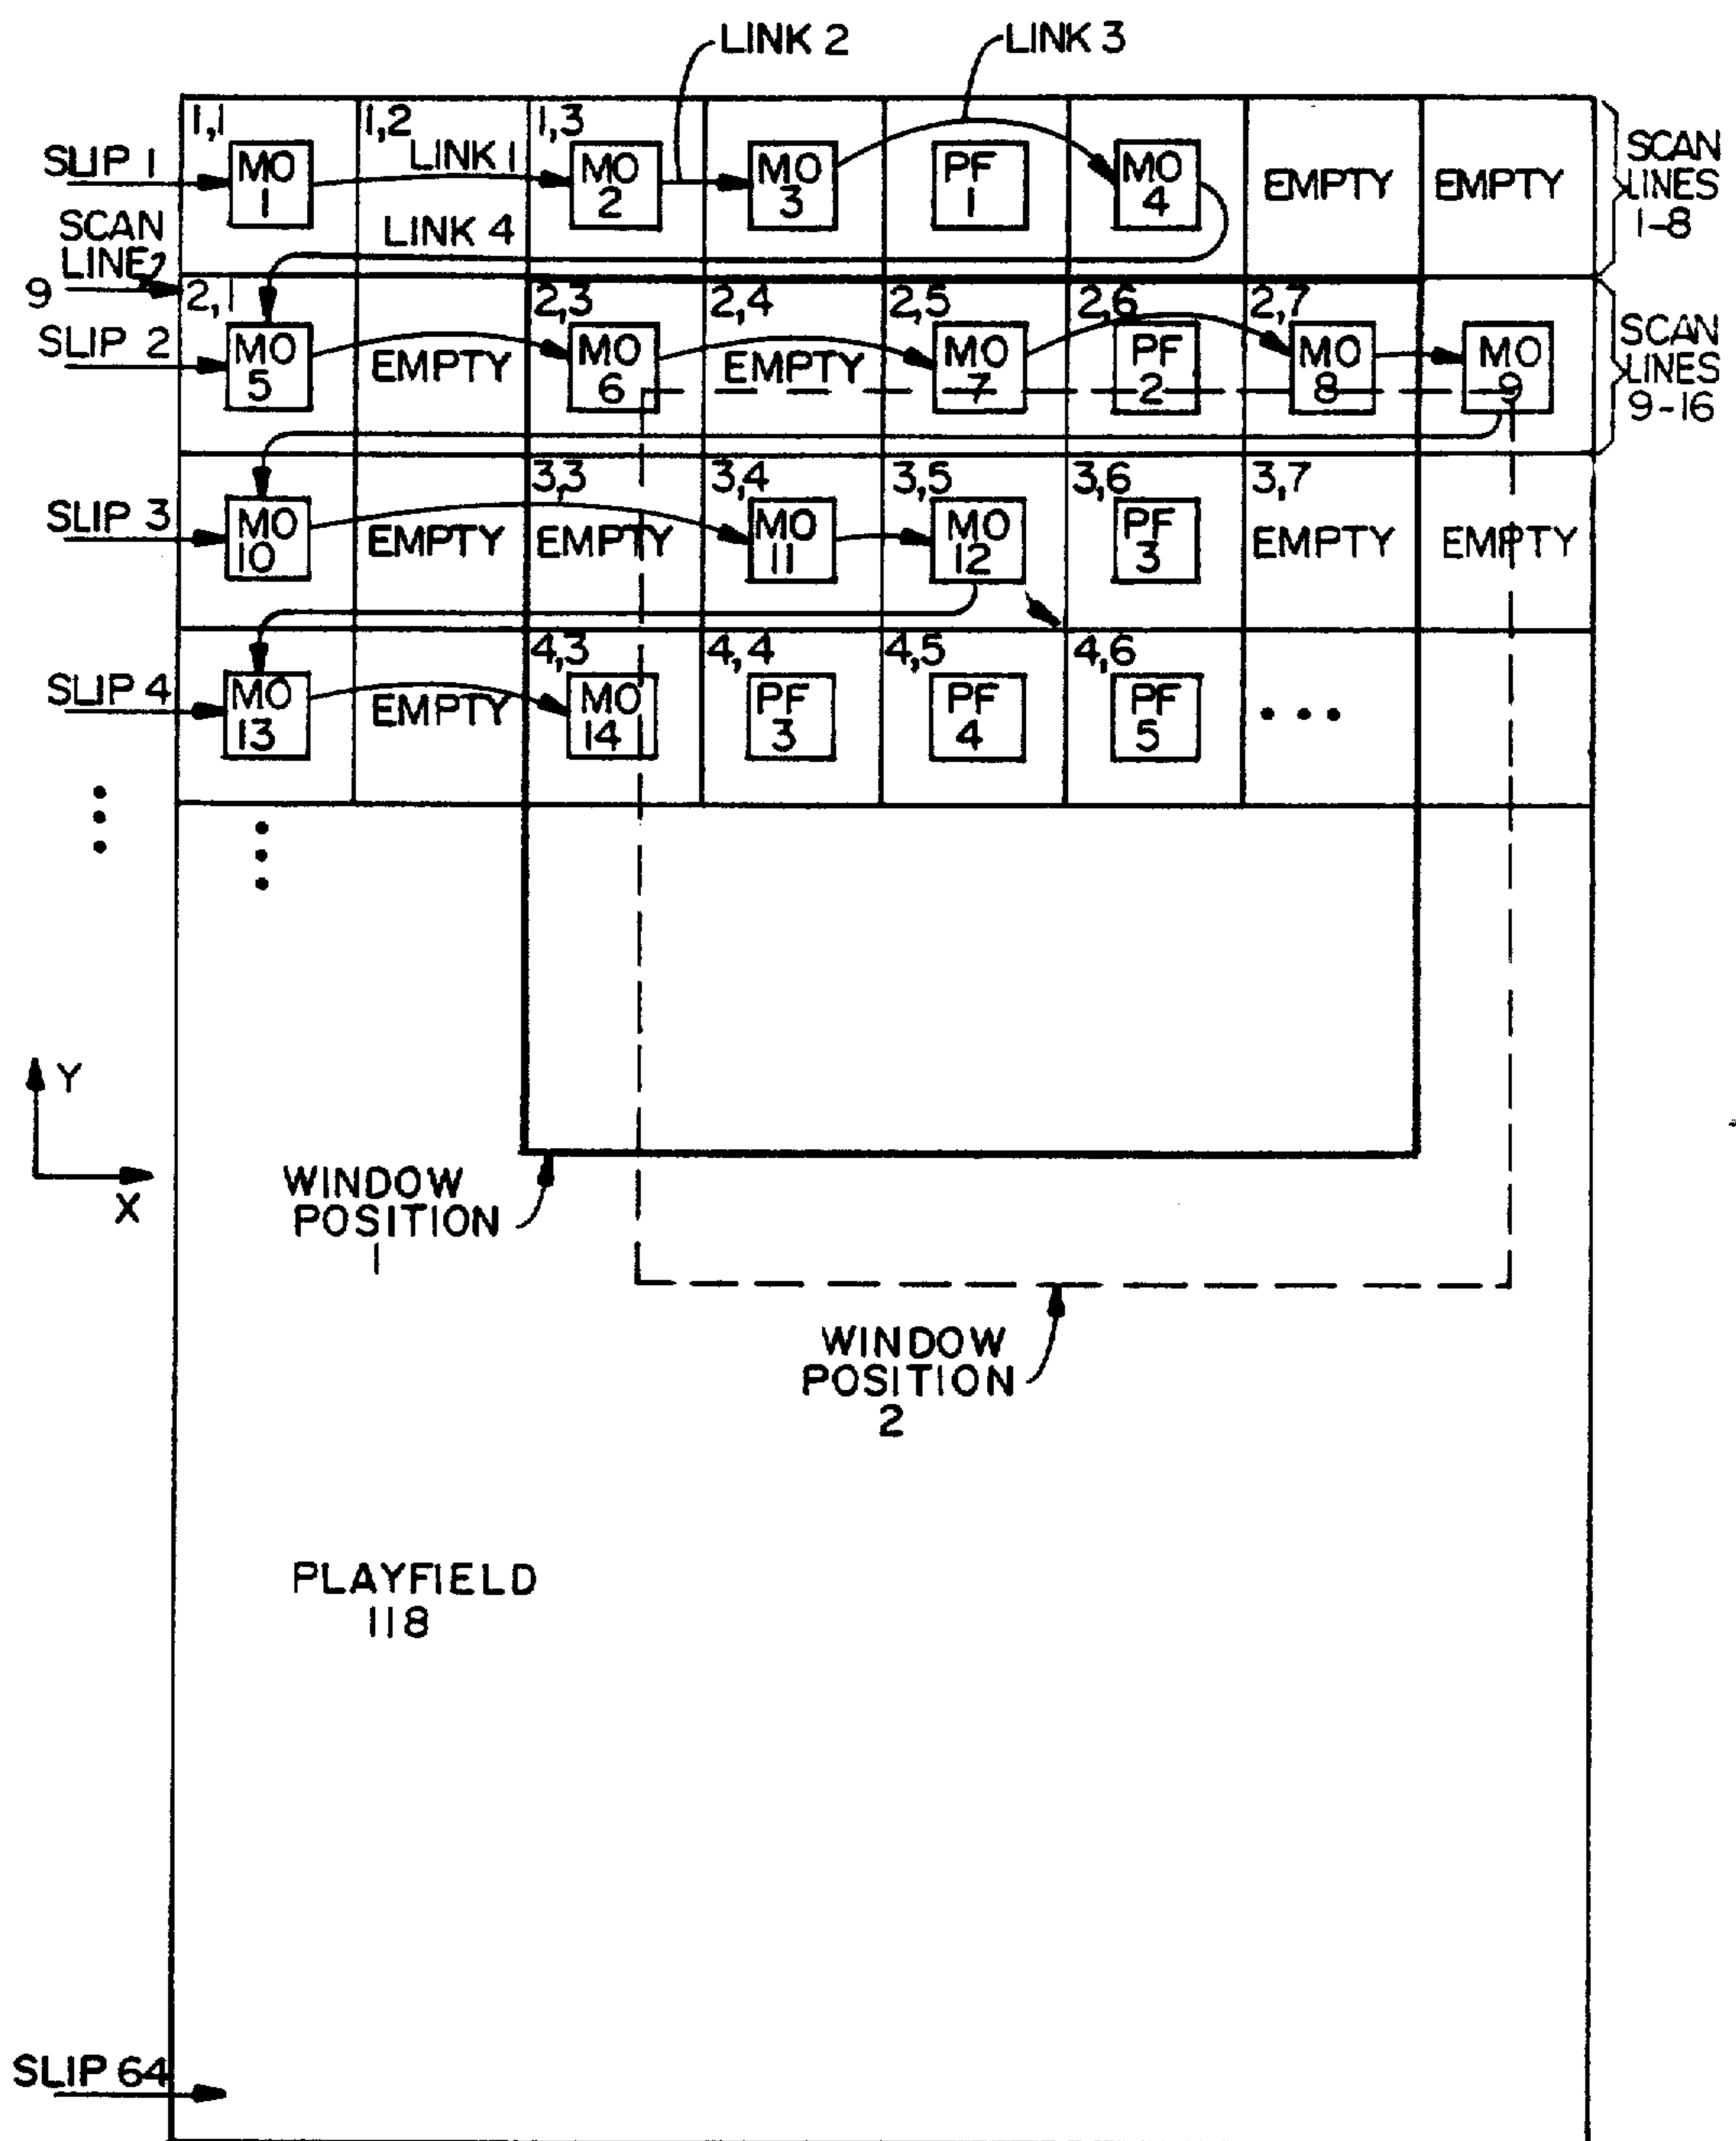 LINK 2
LINK 3
1,1
1,2
1,3
SLIP 1
MO
1
LINK 1
MO
2
MO
3
PF
1
MO
4
EMPTY
EMPTY
SCAN
LINES
1-8
SCAN
LINE
9
LINK 4
2,1
2,3
2,4
2,5
2,6
2,7
SLIP 2
MO
5
EMPTY
MO
6
EMPTY
MO
7
PF
2
MO
8
MO
9
SCAN
LINES
9-16
3,3
3,4
3,5
3,6
3,7
SLIP 3
MO
10
EMPTY
EMPTY
MO
11
MO
12
PF
3
EMPTY
EMPTY
4,3
4,4
4,5
4,6
SLIP 4
MO
13
EMPTY
MO
14
PF
3
PF
4
PF
5
• • •
Y
X
WINDOW
POSITION
1
WINDOW
POSITION
2
PLAYFIELD
118
SLIP 64